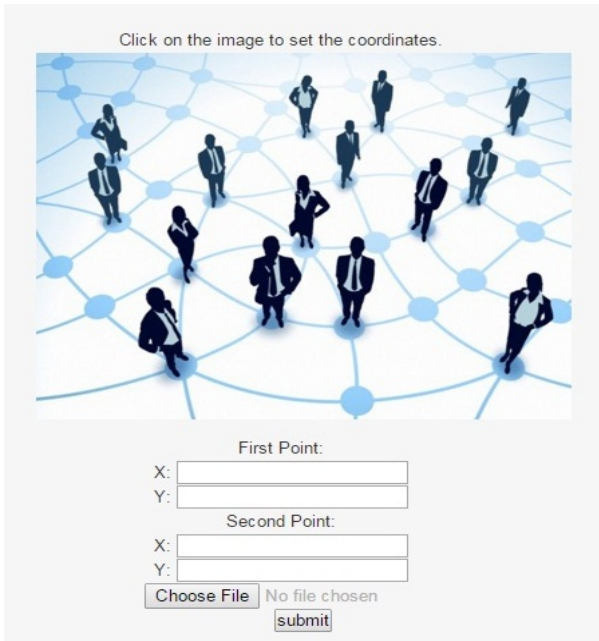 Click on the image to set the coordinates.
First Point:
X:
Y:
Second Point:
X:
Y:
Choose File No file chosen
submit